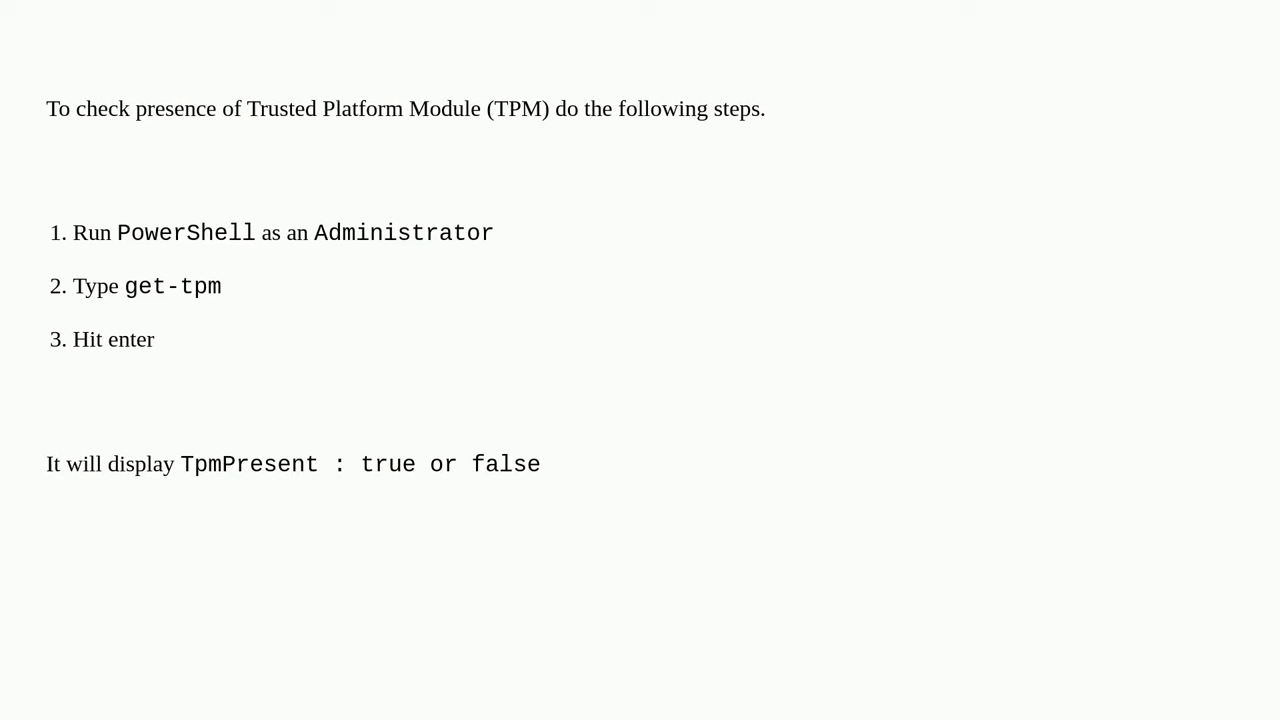 To check presence of Trusted Platform Module (TPM) do the following steps.
1. Run PowerShell as an Administrator
2. Type get-tpm
3. Hit enter
It will display TpmPresent : true or false